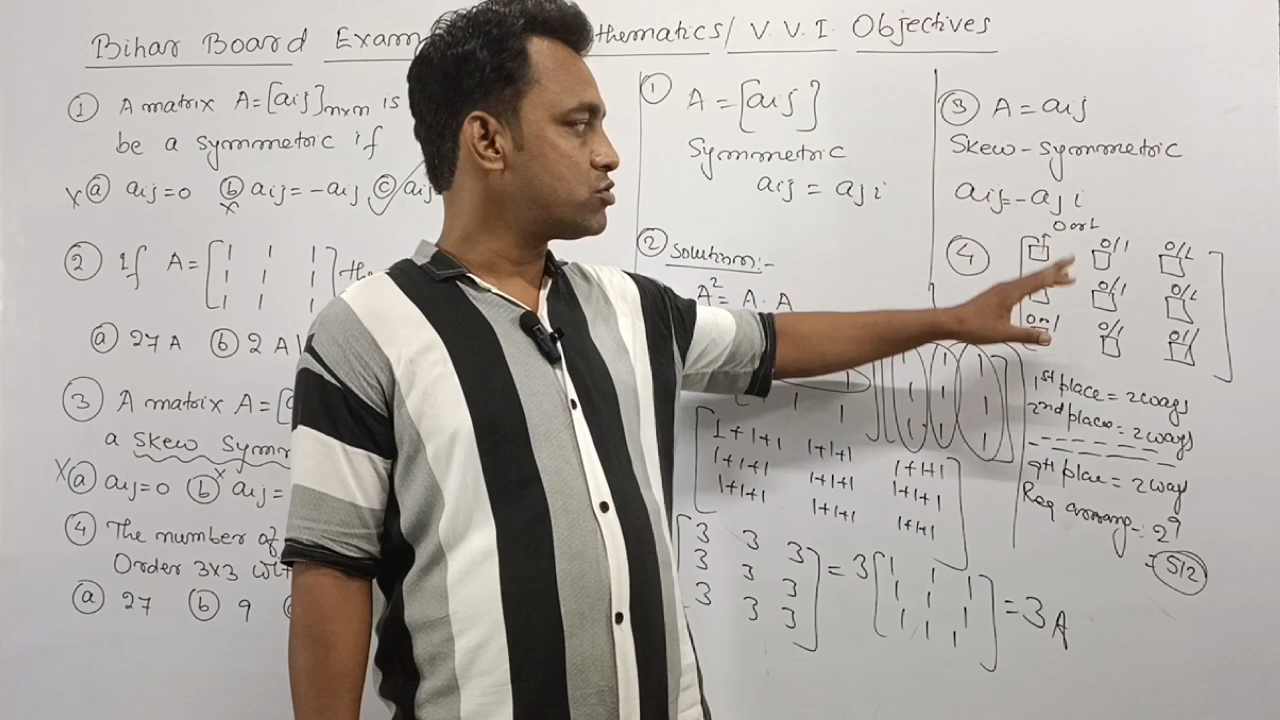 Bihar Board Exam thematics/ V.V.I. Objectives
① A matrix A=[aij]mxn is
be a symmetric if
x ⓐ aij=0 ⓑ aij=-aij ⓒ aij
x
② If A= [ 1 1 1
1 1 1
1 1 1 ] the
ⓐ 27A ⓑ 2A
③ A matrix A=[
a Skew Symm
x ⓐ aij=0 ⓑ x aij=
④ The number of
Order 3x3 wit
ⓐ 27 ⓑ 9
① A = [aij]
Symmetric
aij = aji
② Solution:-
A² = A . A
1
1 1
[ 1+1+1 1+1+1 1+1+1
1+1+1 1+1+1 1+1+1
1+1+1 1+1+1 1+1+1 ]
[ 3 3 3
3 3 3
3 3 3 ] = 3 [ 1 1 1
1 1 1
1 1 1 ] = 3A
③ A = aij
Skew-symmetric
aij=-aji
0 or 1
④ [ 0/1 0/1
0/1 0/1
0 or 1 0/1 0/1 ]
1st place = 2 ways
2nd place = 2 ways
9th place = 2 way
Req arrang = 2⁹
= 512